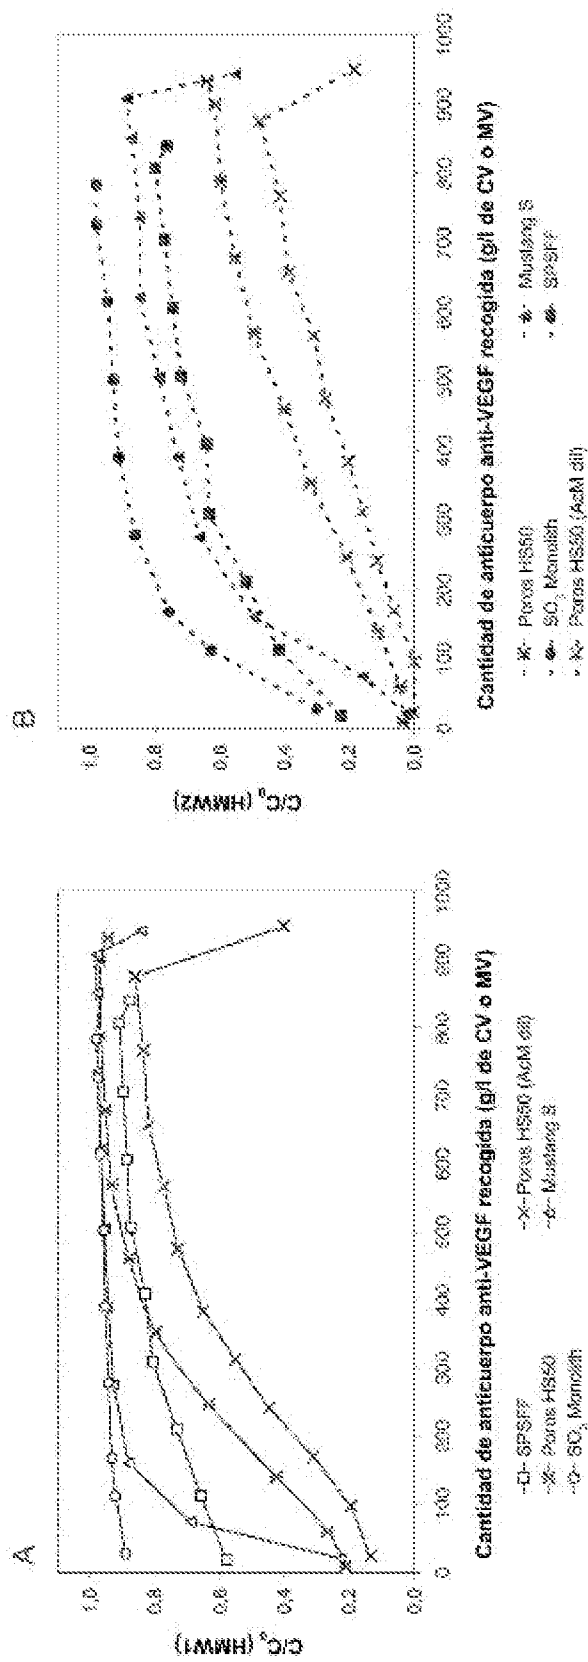 A
C/C₀ (HMW1)
1.0
0.8
0.6
0.4
0.2
0.0
0 100 200 300 400 500 600 700 800 900 1000
Cantidad de anticuerpo anti-VEGF recogida (g/l de CV o MV)
SPSFF
Poros HS50
SO₃ Monolith
Poros HS50 (AcM dil)
Mustang S
B
C/C₀ (HMW2)
1.0
0.8
0.6
0.4
0.2
0.0
0 100 200 300 400 500 600 700 800 900 1000
Cantidad de anticuerpo anti-VEGF recogida (g/l de CV o MV)
Poros HS50
SO₃ Monolith
Poros HS50 (AcM dil)
Mustang S
SPSFF